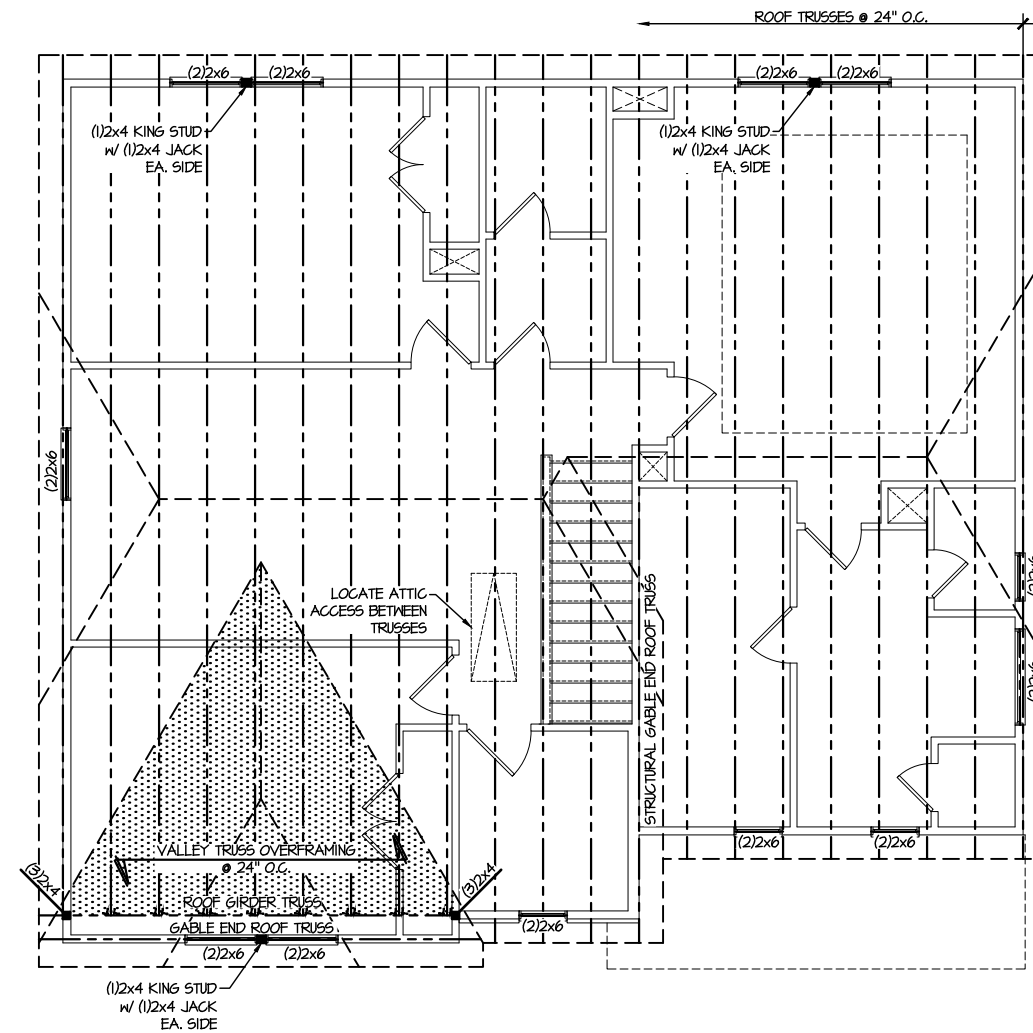 ROOF TRUSSES @ 24" O.C.
(2)2x6 (2)2x6
(2)2x6 (2)2x6
(1)2x4 KING STUD
W/ (1)2x4 JACK
EA. SIDE
(1)2x4 KING STUD
W/ (1)2x4 JACK
EA. SIDE
(2)2x6
LOCATE ATTIC
ACCESS BETWEEN
TRUSSES
STRUCTURAL GABLE END ROOF TRUSS
(2)2x6
(2)2x6
(2)2x6
(2)2x6
VALLEY TRUSS OVERFRAMING
@ 24" O.C.
(3)2x4
(3)2x4
ROOF GIRDER TRUSS
GABLE END ROOF TRUSS
(2)2x6 (2)2x6
(1)2x4 KING STUD
W/ (1)2x4 JACK
EA. SIDE